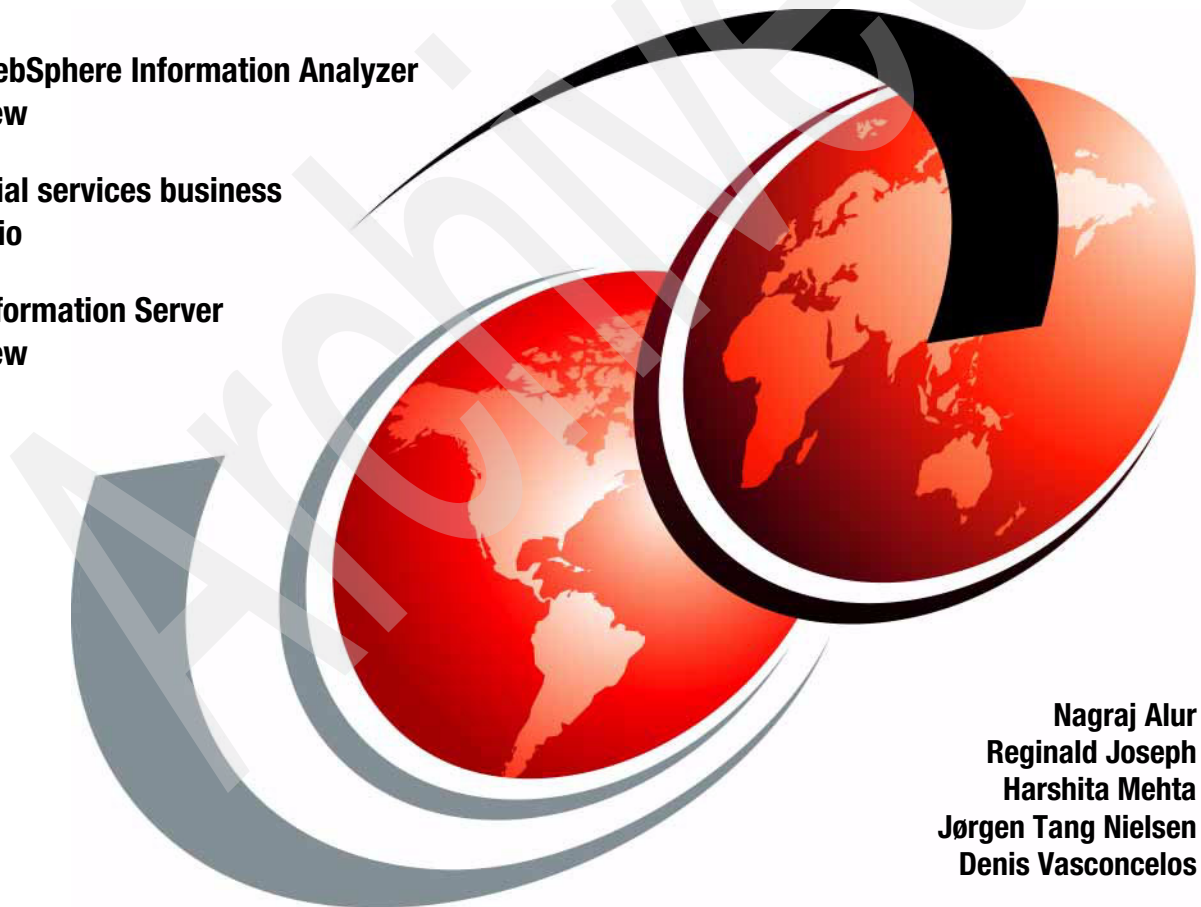 ebSphere Information Analyzer
ew
ial services business
io
formation Server
ew
Archive
Nagraj Alur
Reginald Joseph
Harshita Mehta
Jørgen Tang Nielsen
Denis Vasconcelos